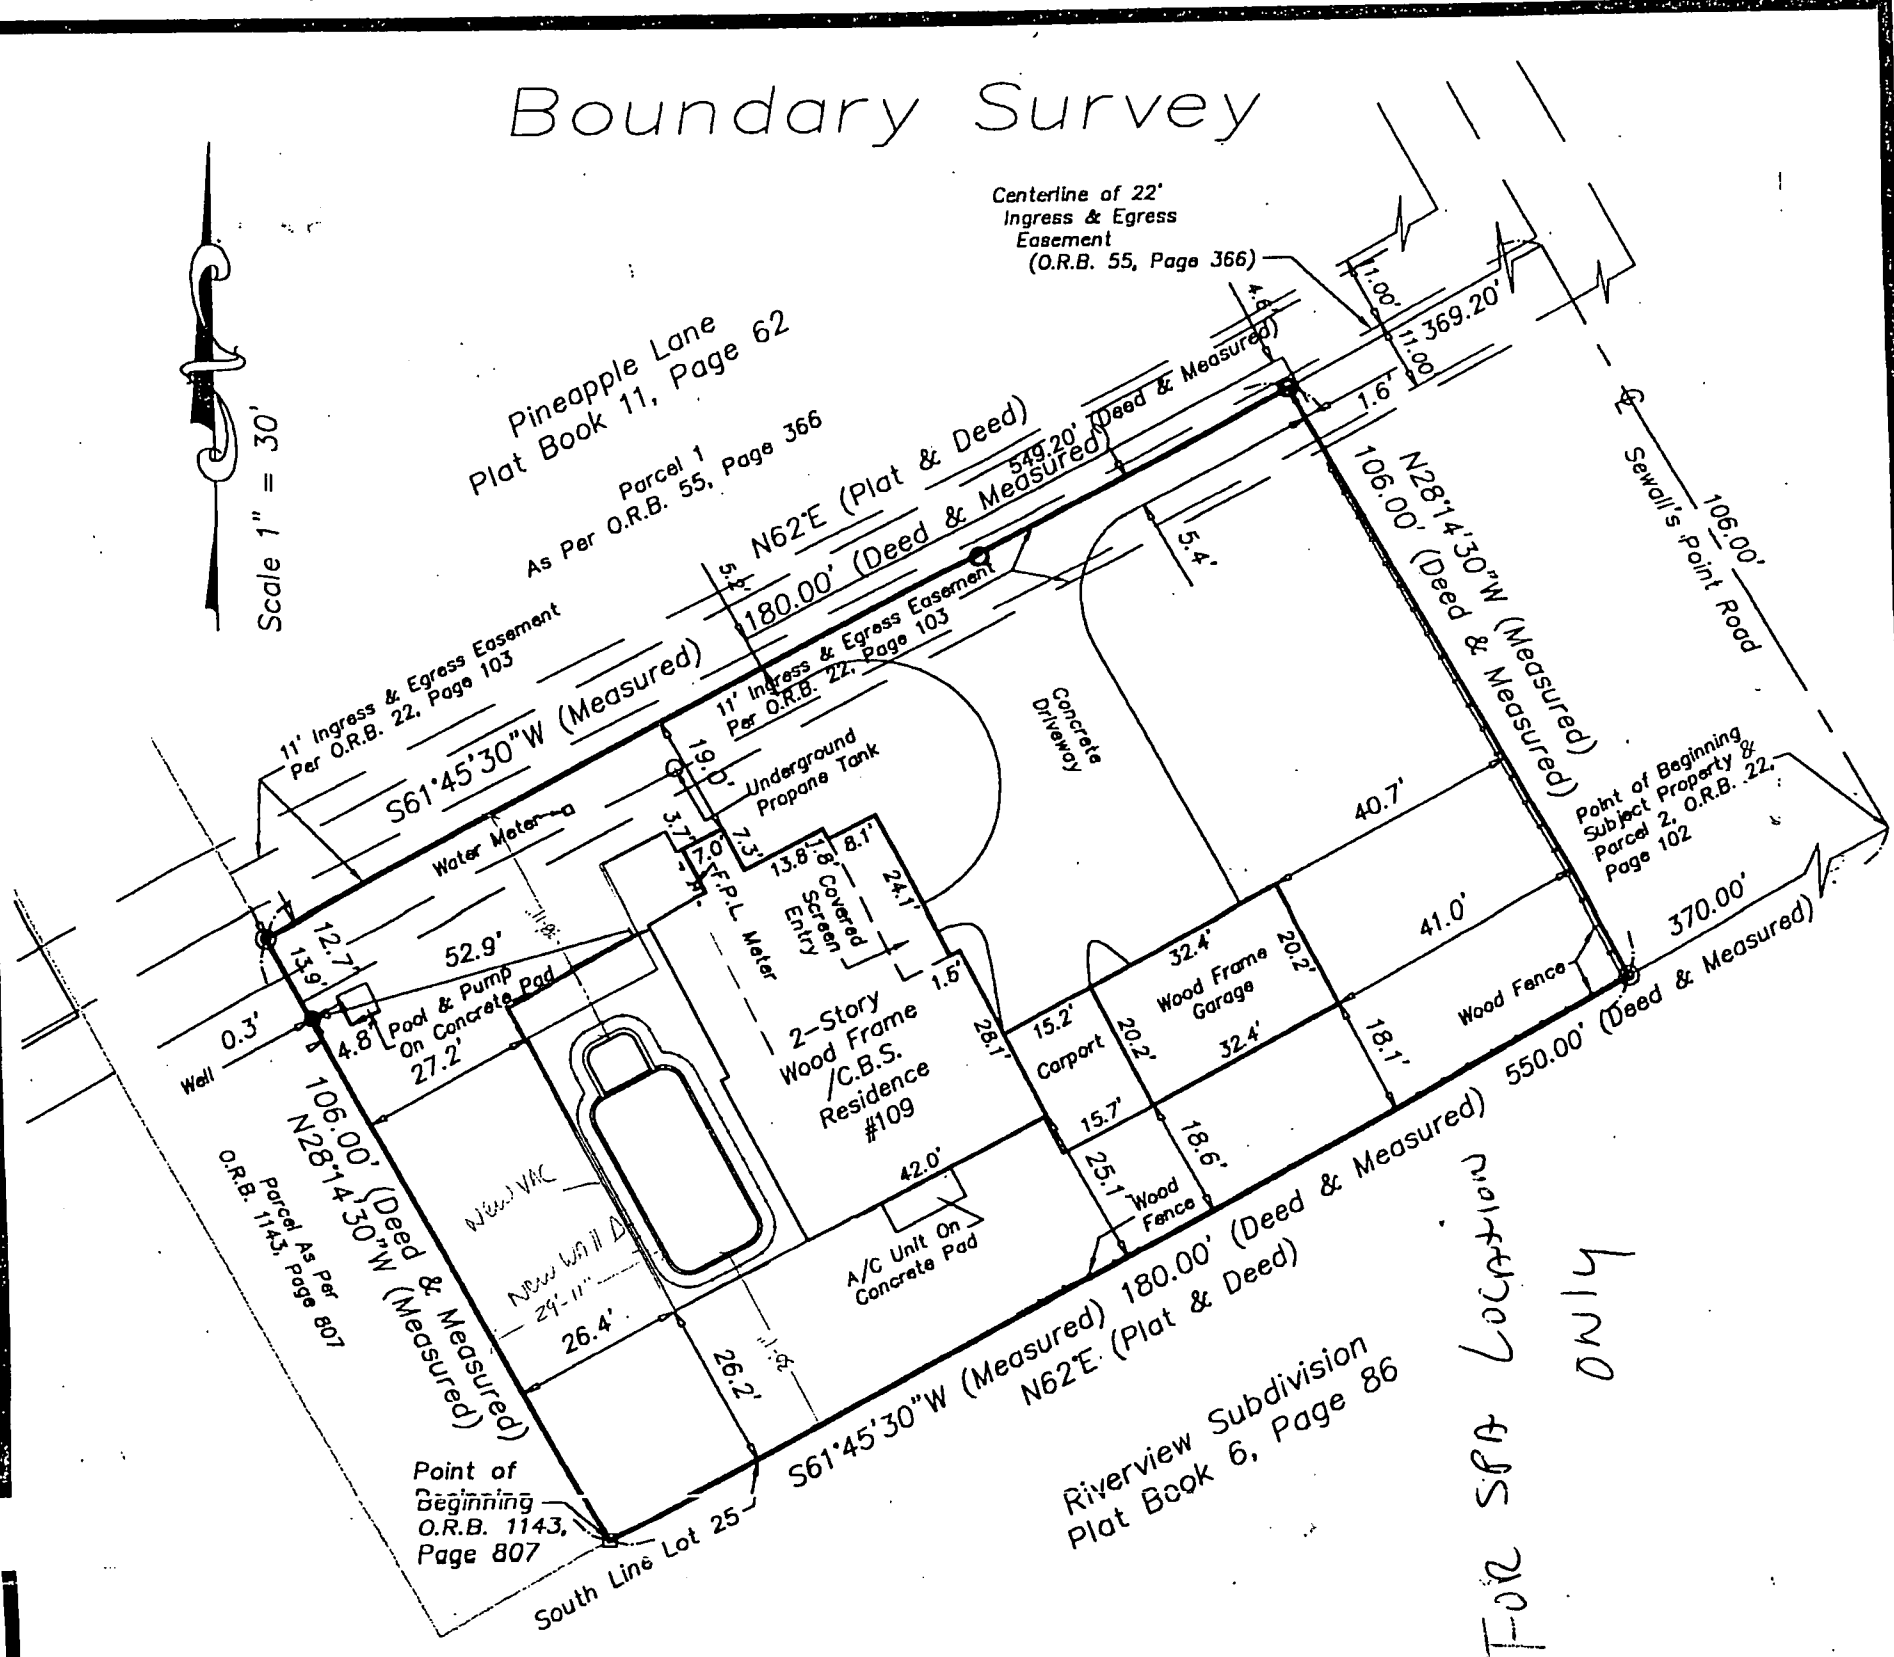 Boundary Survey
Scale 1" = 30'
Centerline of 22'
Ingress & Egress
Easement
(O.R.B. 55, Page 366)
Pineapple Lane
Plat Book 11, Page 62
Parcel 1
As Per O.R.B. 55, Page 366
11' Ingress & Egress Easement
Per O.R.B. 22, Page 103
N62°E (Plat & Deed)
549.20' (Deed & Measured)
180.00' (Deed & Measured)
S61°45'30"W (Measured)
11' Ingress & Egress Easement
Per O.R.B. 22, Page 103
11.00'
11.00'
369.20'
1.6'
5.4'
5.2'
N28°14'30"W (Measured)
106.00' (Deed & Measured)
106.00'
Sewall's Point Road
Concrete
Driveway
Underground
Propane Tank
19.0'
Water Meter
3.7'
7.0'
7.3'
13.8'
8.1'
24.1'
F.P.L. Meter
Covered
Screen
Entry
1.5'
12.7'
13.9'
52.9'
0.3'
Well
4.8'
Pool & Pump
On Concrete Pad
27.2'
2-Story
Wood Frame
/C.B.S.
Residence
#109
28.1'
15.2'
Carport
15.7'
20.2'
32.4'
Wood Frame
Garage
32.4'
20.2'
40.7'
41.0'
18.1'
18.6'
25.1'
Wood
Fence
Wood Fence
Point of Beginning
Subject Property &
Parcel 2, O.R.B. 22,
Page 102
370.00'
550.00' (Deed & Measured)
42.0'
A/C Unit On
Concrete Pad
New VAC
New Wall
29'-11"
26.4'
26.2'
106.00' (Deed & Measured)
N28°14'30"W (Measured)
Parcel As Per
O.R.B. 1143, Page 807
Point of
Beginning
O.R.B. 1143,
Page 807
South Line Lot 25
S61°45'30"W (Measured) 180.00' (Deed & Measured)
N62°E (Plat & Deed)
Riverview Subdivision
Plat Book 6, Page 86
FOR SPA LOCATION
ONLY